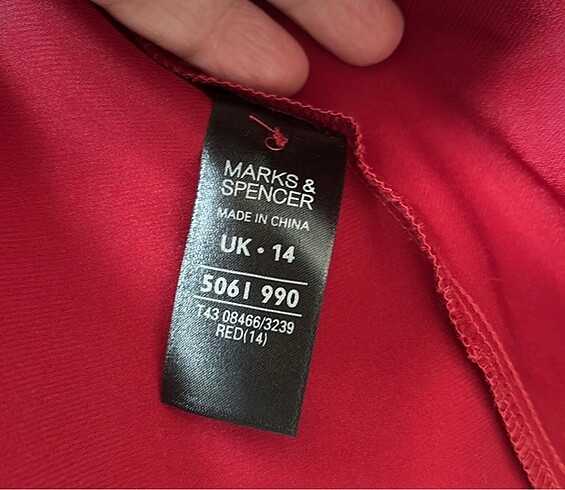 MARKS &
SPENCER
MADE IN CHINA
UK • 14
5061 990
T43 08466/3239
RED(14)